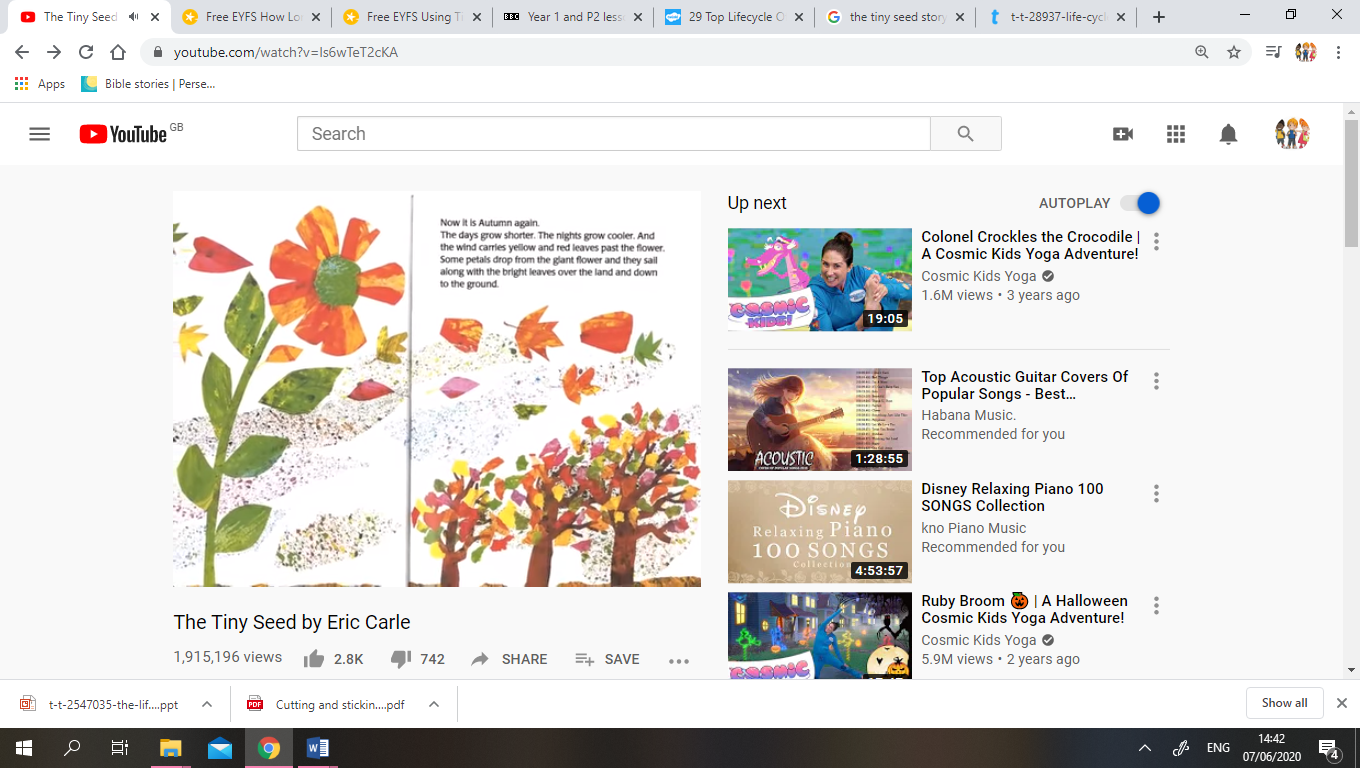 The Tiny Seed
Free EYFS How Lo
Free EYFS Using Ti
BBC Year 1 and P2 less
29 Top Lifecycle O
the tiny seed story
t-t-28937-life-cycl
youtube.com/watch?v=ls6wTeT2cKA
Apps
Bible stories | Perse...
YouTube GB
Search
Now it is Autumn again.
The days grow shorter. The nights grow cooler. And
the wind carries yellow and red leaves past the flower.
Some petals drop from the giant flower and they sail
along with the bright leaves over the land and down
to the ground.
The Tiny Seed by Eric Carle
1,915,196 views
2.8K
742
SHARE
SAVE
Up next
AUTOPLAY
COSMIC
KIDS!
19:05
Colonel Crockles the Crocodile |
A Cosmic Kids Yoga Adventure!
Cosmic Kids Yoga
1.6M views • 3 years ago
ACOUSTIC
1:28:55
Top Acoustic Guitar Covers Of
Popular Songs - Best...
Habana Music.
Recommended for you
Disney
Relaxing Piano
100 SONGS
Collection
4:53:57
Disney Relaxing Piano 100
SONGS Collection
kno Piano Music
Recommended for you
COSMIC
Ruby Broom 🎃 | A Halloween
Cosmic Kids Yoga Adventure!
Cosmic Kids Yoga
5.9M views • 2 years ago
t-t-2547035-the-lif....ppt
PDF
Cutting and stickin....pdf
Show all
ENG
14:42
07/06/2020
4